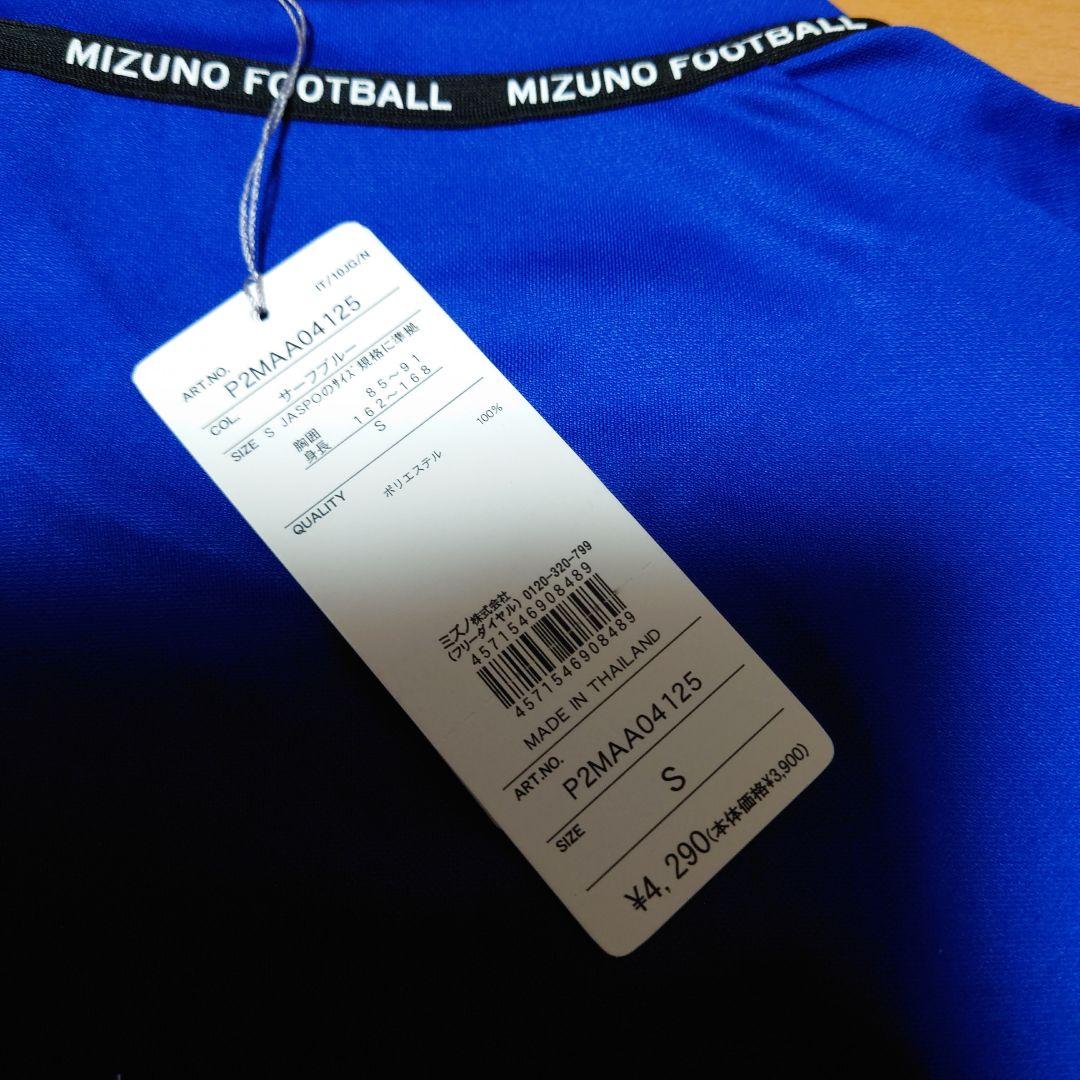 MIZUNO FOOTBALL MIZUNO FOOTBALL
IT/10JG/N
ART.NO. P2MAA04125
COL. サーフブルー
SIZE S JASPOのサイズ規格に準拠
胸囲 85～91
身長 162～168
S
QUALITY ポリエステル 100%
ミズノ株式会社
(フリーダイヤル) 0120-320-799
4571546908489
4571546908489
MADE IN THAILAND
ART.NO. P2MAA04125
SIZE S
¥4,290(本体価格¥3,900)